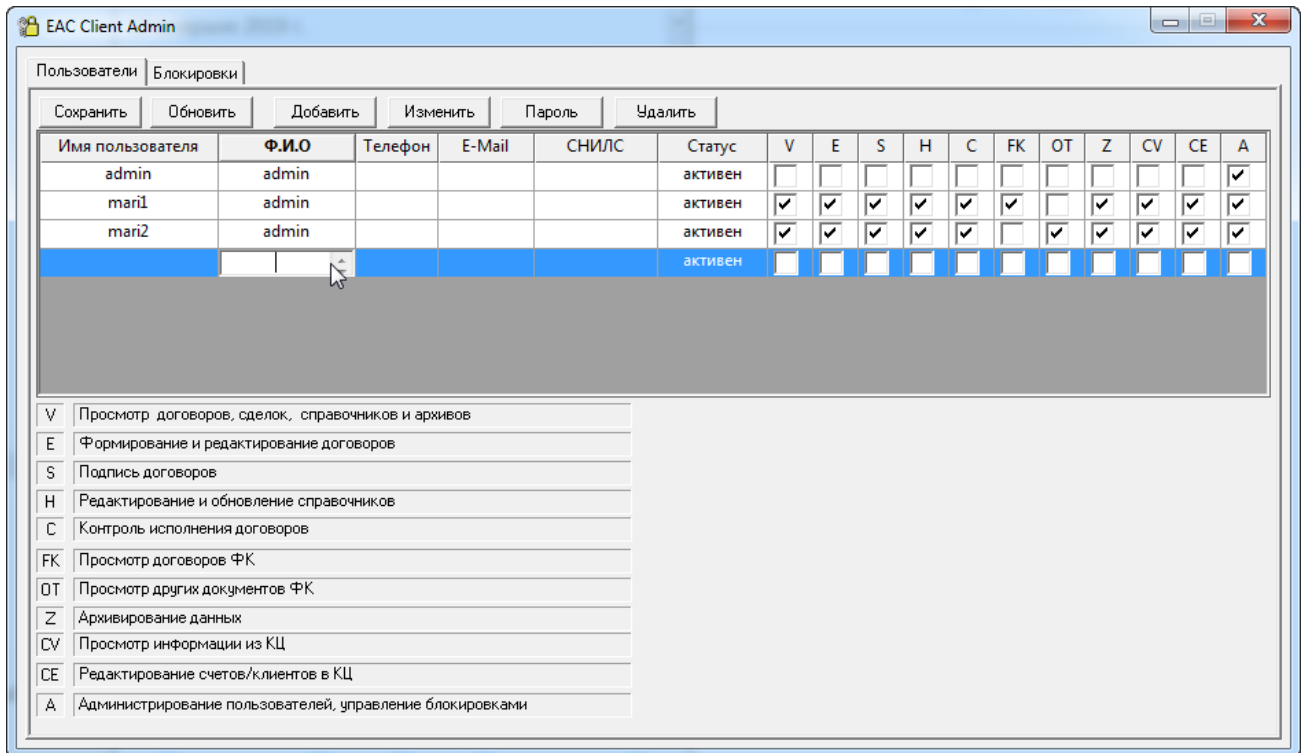 EAC Client Admin
Пользователи Блокировки
Сохранить Обновить Добавить Изменить Пароль Удалить
Имя пользователя Ф.И.О Телефон E-Mail СНИЛС Статус V E S H C FK OT Z CV CE A
admin admin активен
mari1 admin активен
mari2 admin активен
активен
V Просмотр договоров, сделок, справочников и архивов
E Формирование и редактирование договоров
S Подпись договоров
H Редактирование и обновление справочников
C Контроль исполнения договоров
FK Просмотр договоров ФК
OT Просмотр других документов ФК
Z Архивирование данных
CV Просмотр информации из КЦ
CE Редактирование счетов/клиентов в КЦ
A Администрирование пользователей, управление блокировками